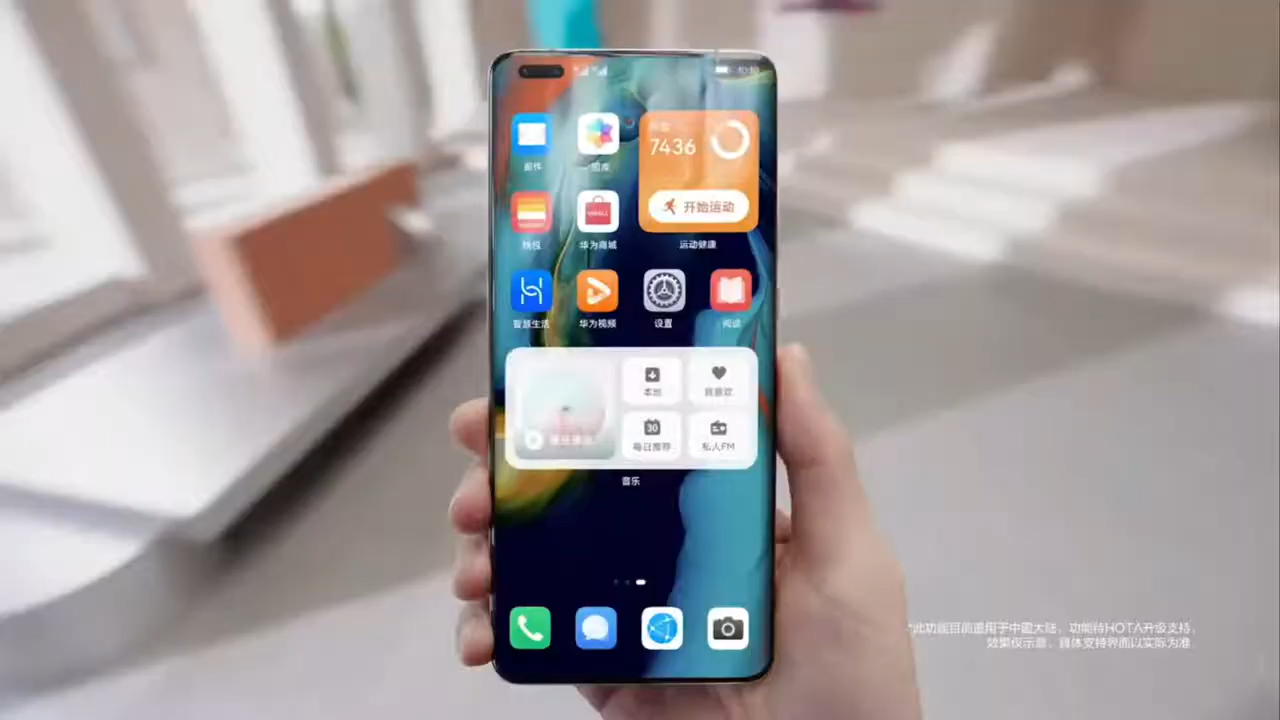 7436
开始运动
邮件
图库
钱包
VMALL
华为商城
运动健康
智慧生活
华为视频
设置
阅读
本地
我喜欢
30
每日推荐
私人FM
音乐
*此功能目前适用于中国大陆，功能待HOTA升级支持，
效果仅示意，具体支持界面以实际为准